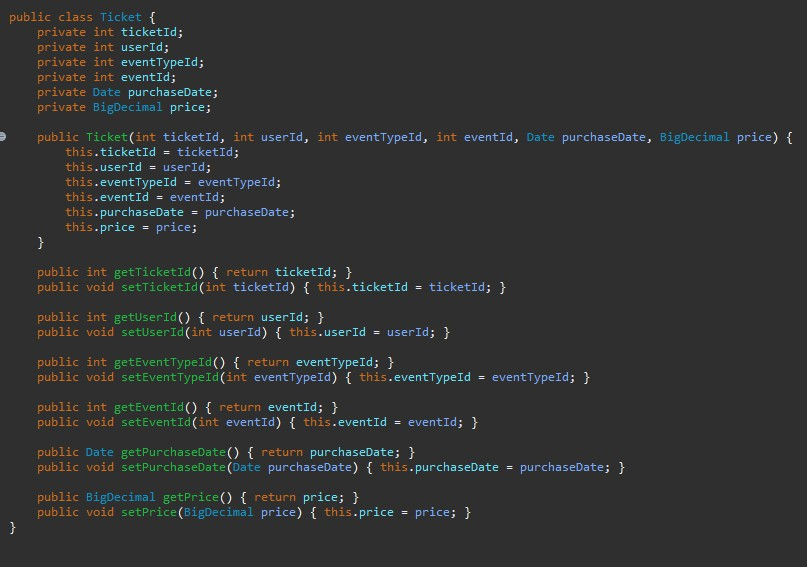 public class Ticket {
    private int ticketId;
    private int userId;
    private int eventTypeId;
    private int eventId;
    private Date purchaseDate;
    private BigDecimal price;

    public Ticket(int ticketId, int userId, int eventTypeId, int eventId, Date purchaseDate, BigDecimal price) {
        this.ticketId = ticketId;
        this.userId = userId;
        this.eventTypeId = eventTypeId;
        this.eventId = eventId;
        this.purchaseDate = purchaseDate;
        this.price = price;
    }

    public int getTicketId() { return ticketId; }
    public void setTicketId(int ticketId) { this.ticketId = ticketId; }

    public int getUserId() { return userId; }
    public void setUserId(int userId) { this.userId = userId; }

    public int getEventTypeId() { return eventTypeId; }
    public void setEventTypeId(int eventTypeId) { this.eventTypeId = eventTypeId; }

    public int getEventId() { return eventId; }
    public void setEventId(int eventId) { this.eventId = eventId; }

    public Date getPurchaseDate() { return purchaseDate; }
    public void setPurchaseDate(Date purchaseDate) { this.purchaseDate = purchaseDate; }

    public BigDecimal getPrice() { return price; }
    public void setPrice(BigDecimal price) { this.price = price; }
}